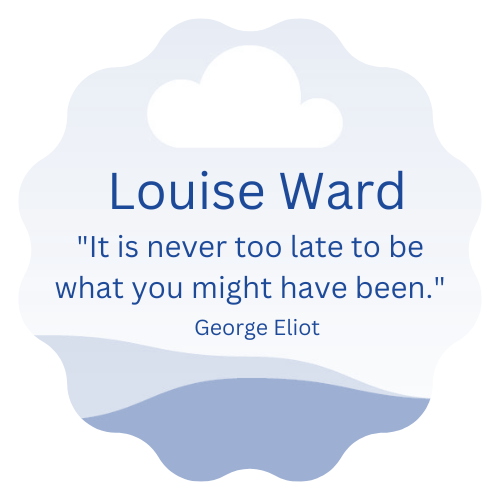 Louise Ward
"It is never too late to be
what you might have been."
George Eliot